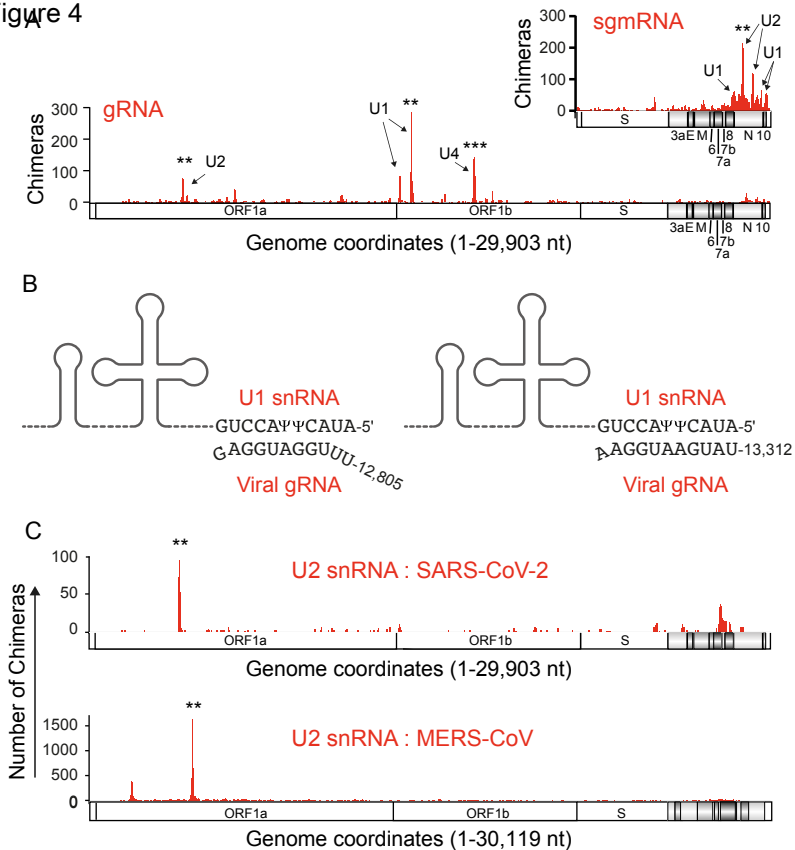 Figure 4
A
sgmRNA
Chimeras
300
200
100
0
**
U2
U1
U1
S
3a E M 8 N 10
6 7b
7a
gRNA
Chimeras
300
200
100
0
**
U2
U1
**
U4
***
ORF1a ORF1b S
3a E M 8 N 10
6 7b
7a
Genome coordinates (1-29,903 nt)
B
U1 snRNA
GUCCAΨΨCAUA-5'
GAGGUAGGUUU-12,805
Viral gRNA
U1 snRNA
GUCCAΨΨCAUA-5'
AAGGUAAGUAU-13,312
Viral gRNA
C
Number of Chimeras
100
50
0
**
U2 snRNA : SARS-CoV-2
ORF1a ORF1b S
Genome coordinates (1-29,903 nt)
1500
1000
500
0
**
U2 snRNA : MERS-CoV
ORF1a ORF1b S
Genome coordinates (1-30,119 nt)